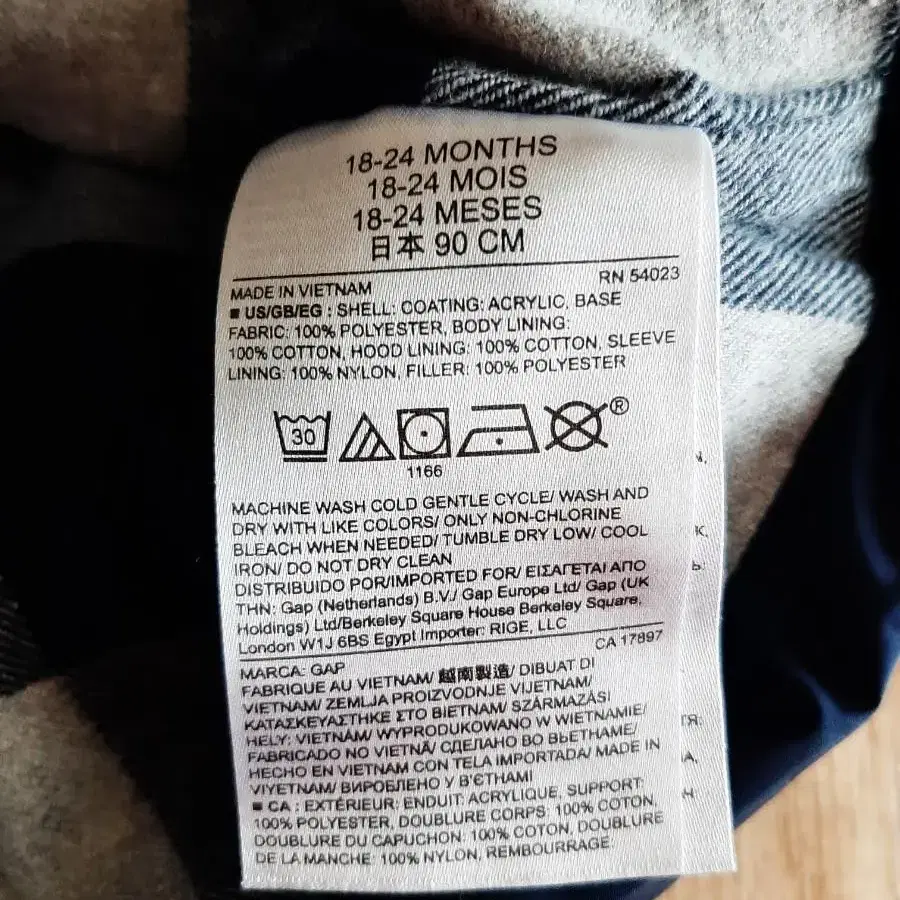 18-24 MONTHS
18-24 MOIS
18-24 MESES
日本 90 CM
RN 54023
MADE IN VIETNAM
■ US/GB/EG : SHELL: COATING: ACRYLIC, BASE
FABRIC: 100% POLYESTER, BODY LINING:
100% COTTON, HOOD LINING: 100% COTTON, SLEEVE
LINING: 100% NYLON, FILLER: 100% POLYESTER
30
®
1166
MACHINE WASH COLD GENTLE CYCLE/ WASH AND
DRY WITH LIKE COLORS/ ONLY NON-CHLORINE
BLEACH WHEN NEEDED/ TUMBLE DRY LOW/ COOL
IRON/ DO NOT DRY CLEAN
DISTRIBUIDO POR/IMPORTED FOR/ ΕΙΣΑΓΕΤΑΙ ΑΠΟ
ΤΗΝ: Gap (Netherlands) B.V./ Gap Europe Ltd/ Gap (UK
Holdings) Ltd/Berkeley Square House Berkeley Square,
London W1J 6BS Egypt Importer: RIGE, LLC
CA 17897
MARCA: GAP
FABRIQUE AU VIETNAM/ 越南製造/ DIBUAT DI
VIETNAM/ ZEMLJA PROIZVODNJE VIJETNAM/
ΚΑΤΑΣΚΕΥΑΣΤΗΚΕ ΣΤΟ ΒΙΕΤΝΑΜ/ SZÁRMAZÁSI
HELY: VIETNÁM/ WYPRODUKOWANO W WIETNAMIE/
FABRICADO NO VIETNÃ/ СДЕЛАНО ВО ВЬЕТНАМЕ/
HECHO EN VIETNAM CON TELA IMPORTADA/ MADE IN
VIYETNAM/ ВИРОБЛЕНО У В'ЄТНАМІ
■ CA : EXTÉRIEUR: ENDUIT: ACRYLIQUE, SUPPORT:
100% POLYESTER, DOUBLURE CORPS: 100% COTON,
DOUBLURE DU CAPUCHON: 100% COTON, DOUBLURE
DE LA MANCHE: 100% NYLON, REMBOURRAGE: